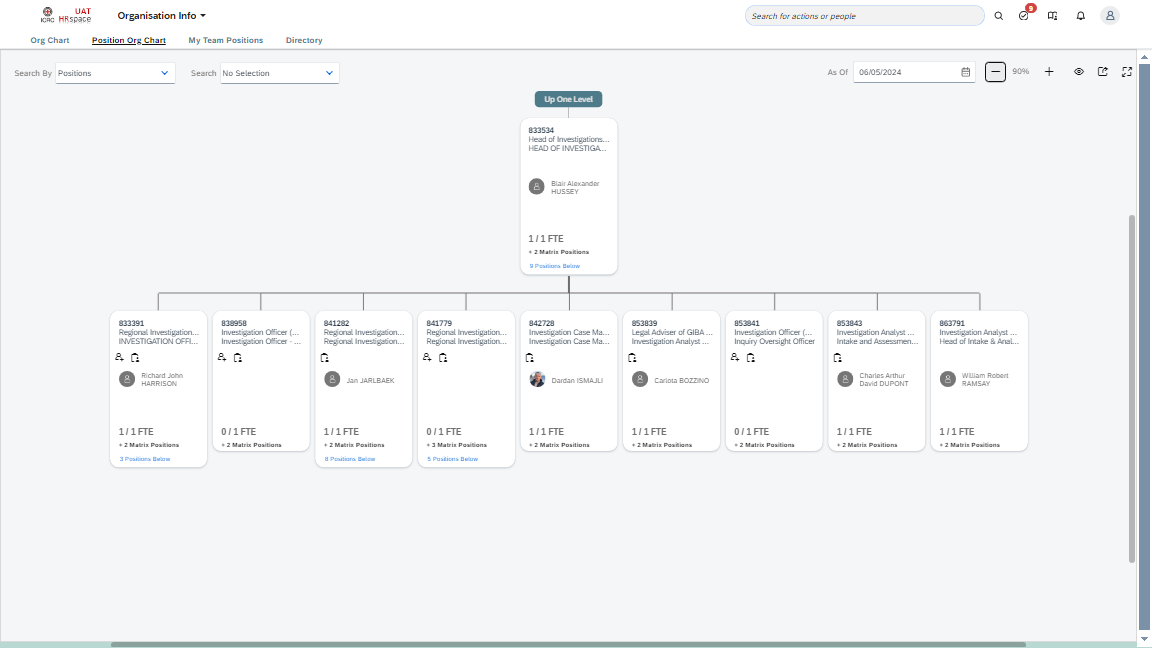 ICRC
UAT
HRspace
Organisation Info
Search for actions or people
9
Org Chart
Position Org Chart
My Team Positions
Directory
Search By
Positions
Search
No Selection
As Of
06/05/2024
90%
Up One Level
833534
Head of Investigations...
HEAD OF INVESTIGA...
Blair Alexander
HUSSEY
1 / 1 FTE
+ 2 Matrix Positions
9 Positions Below
833391
Regional Investigation...
INVESTIGATION OFFI...
Richard John
HARRISON
1 / 1 FTE
+ 2 Matrix Positions
3 Positions Below
838958
Investigation Officer (...
Investigation Officer - ...
0 / 1 FTE
+ 2 Matrix Positions
841282
Regional Investigation...
Regional Investigation...
Jan JARLBAEK
1 / 1 FTE
+ 2 Matrix Positions
8 Positions Below
841779
Regional Investigation...
Regional Investigation...
0 / 1 FTE
+ 3 Matrix Positions
5 Positions Below
842728
Investigation Case Ma...
Investigation Case Ma...
Dardan ISMAJLI
1 / 1 FTE
+ 2 Matrix Positions
853839
Legal Adviser of GIBA ...
Investigation Analyst ...
Carlota BOZZINO
1 / 1 FTE
+ 2 Matrix Positions
853841
Investigation Officer (...
Inquiry Oversight Officer
0 / 1 FTE
+ 2 Matrix Positions
853843
Investigation Analyst ...
Intake and Assessmen...
Charles Arthur
David DUPONT
1 / 1 FTE
+ 2 Matrix Positions
863791
Investigation Analyst ...
Head of Intake & Anal...
William Robert
RAMSAY
1 / 1 FTE
+ 2 Matrix Positions